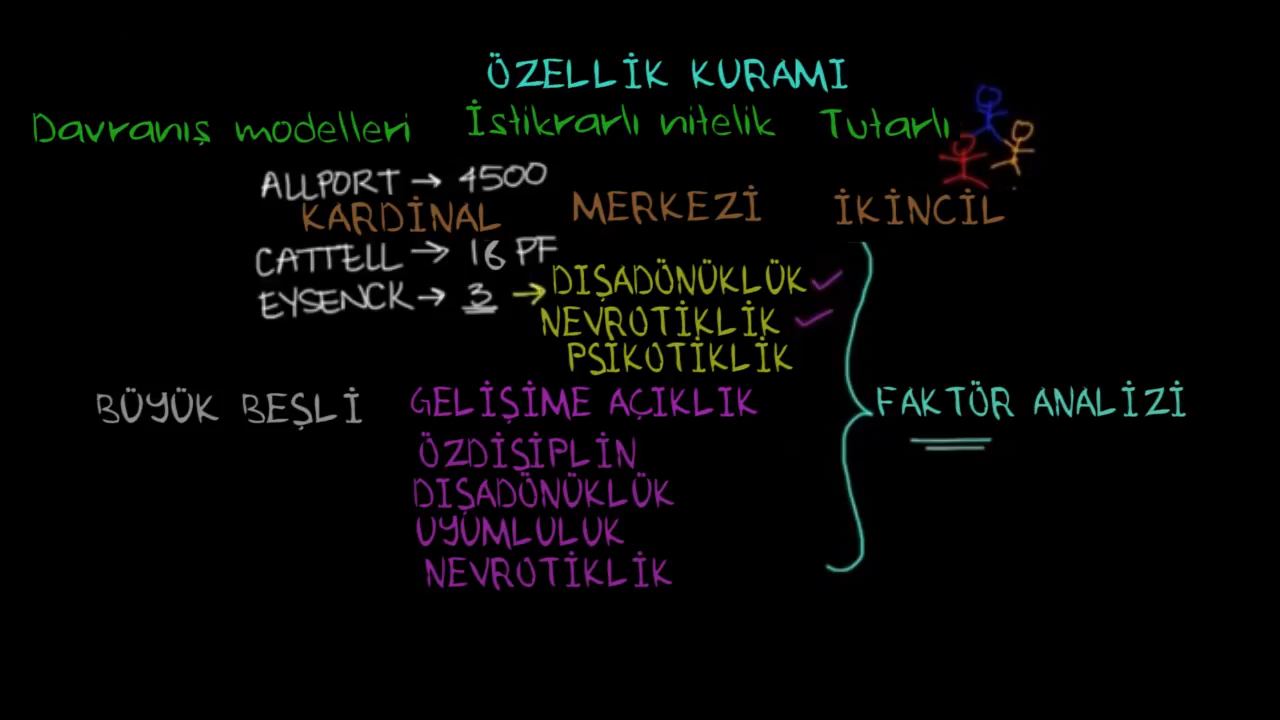 ÖZELLİK KURAMI
Davranış modelleri İstikrarlı nitelik Tutarlı
ALLPORT → 4500
KARDİNAL MERKEZİ İKİNCİL
CATTELL → 16 PF
EYSENCK → 3 → DIŞADÖNÜKLÜK
NEVROTİKLİK
PSİKOTİKLİK
BÜYÜK BEŞLİ GELİŞİME AÇIKLIK FAKTÖR ANALİZİ
ÖZDİSİPLİN
DIŞADÖNÜKLÜK
UYUMLULUK
NEVROTİKLİK